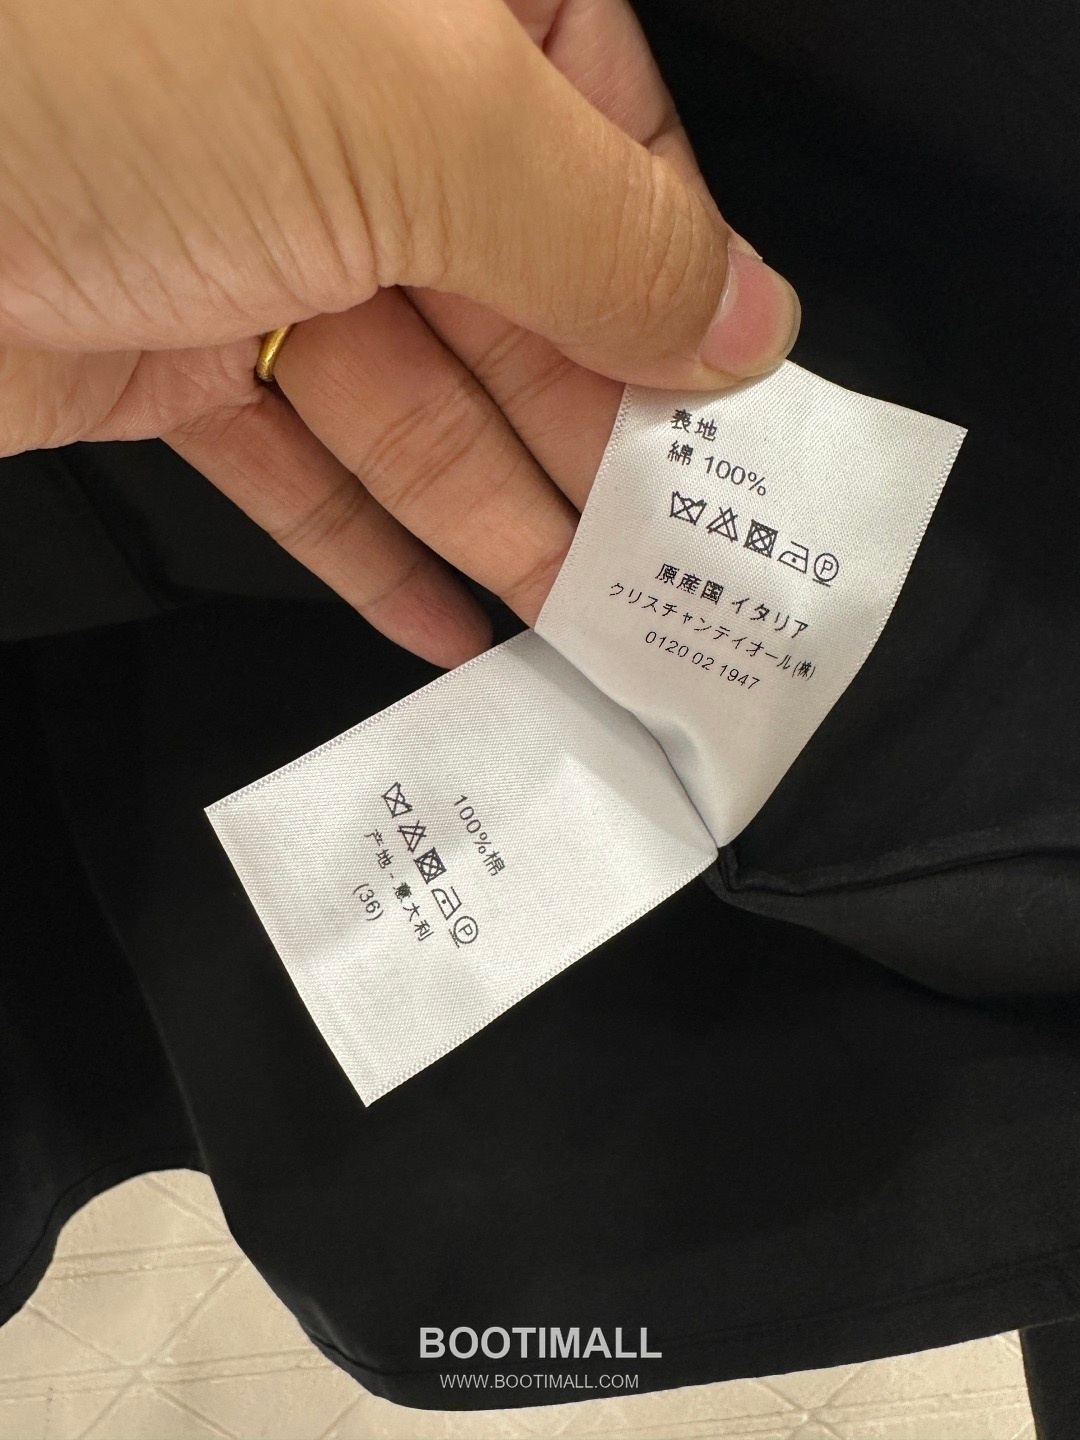 表地
綿 100%
P
原産国 イタリア
クリスチャンディオール(株)
0120 02 1947
100%棉
P
产地 - 意大利
(36)
BOOTIMALL
WWW.BOOTIMALL.COM